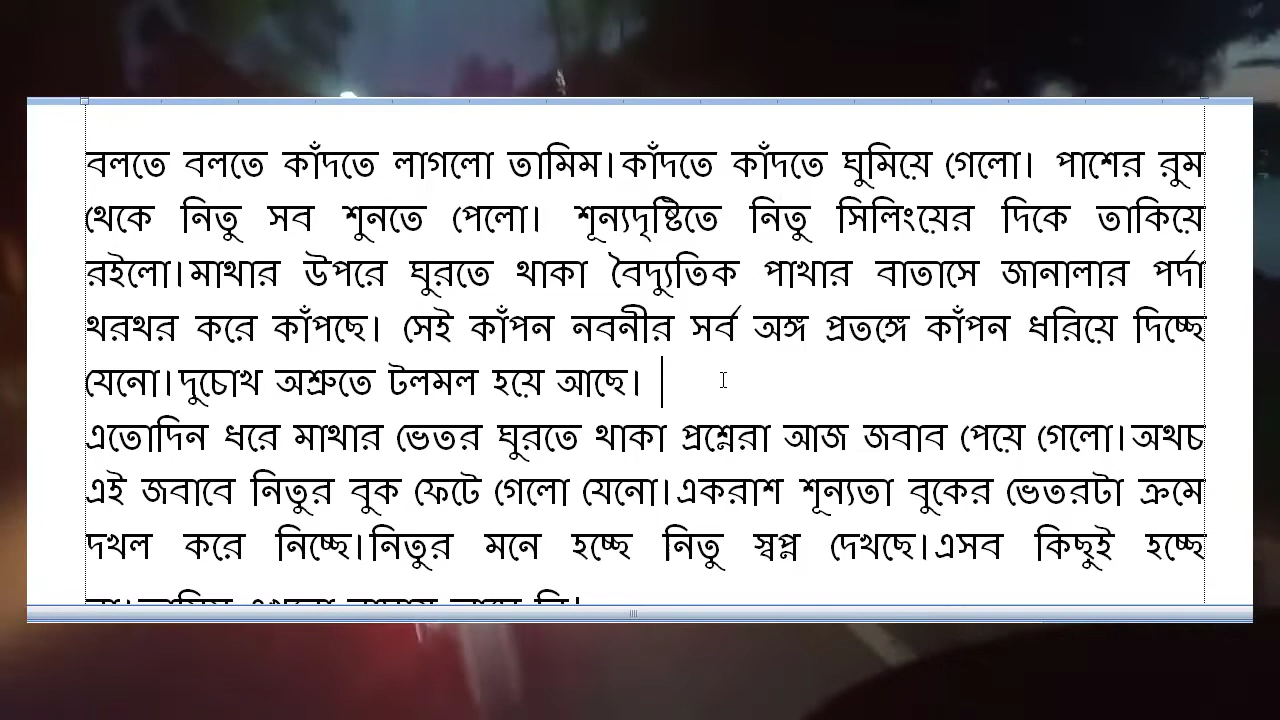 বলতে বলতে কাঁদতে লাগলো তামিম।কাঁদতে কাঁদতে ঘুমিয়ে গেলো। পাশের রুম
থেকে নিতু সব শুনতে পেলো। শূন্যদৃষ্টিতে নিতু সিলিংয়ের দিকে তাকিয়ে
রইলো।মাথার উপরে ঘুরতে থাকা বৈদ্যুতিক পাখার বাতাসে জানালার পর্দা
থরথর করে কাঁপছে। সেই কাঁপন নবনীর সর্ব অঙ্গ প্রতঙ্গে কাঁপন ধরিয়ে দিচ্ছে
যেনো।দুচোখ অশ্রুতে টলমল হয়ে আছে।
এতোদিন ধরে মাথার ভেতর ঘুরতে থাকা প্রশ্নেরা আজ জবাব পেয়ে গেলো।অথচ
এই জবাবে নিতুর বুক ফেটে গেলো যেনো।একরাশ শূন্যতা বুকের ভেতরটা ক্রমে
দখল করে নিচ্ছে।নিতুর মনে হচ্ছে নিতু স্বপ্ন দেখছে।এসব কিছুই হচ্ছে